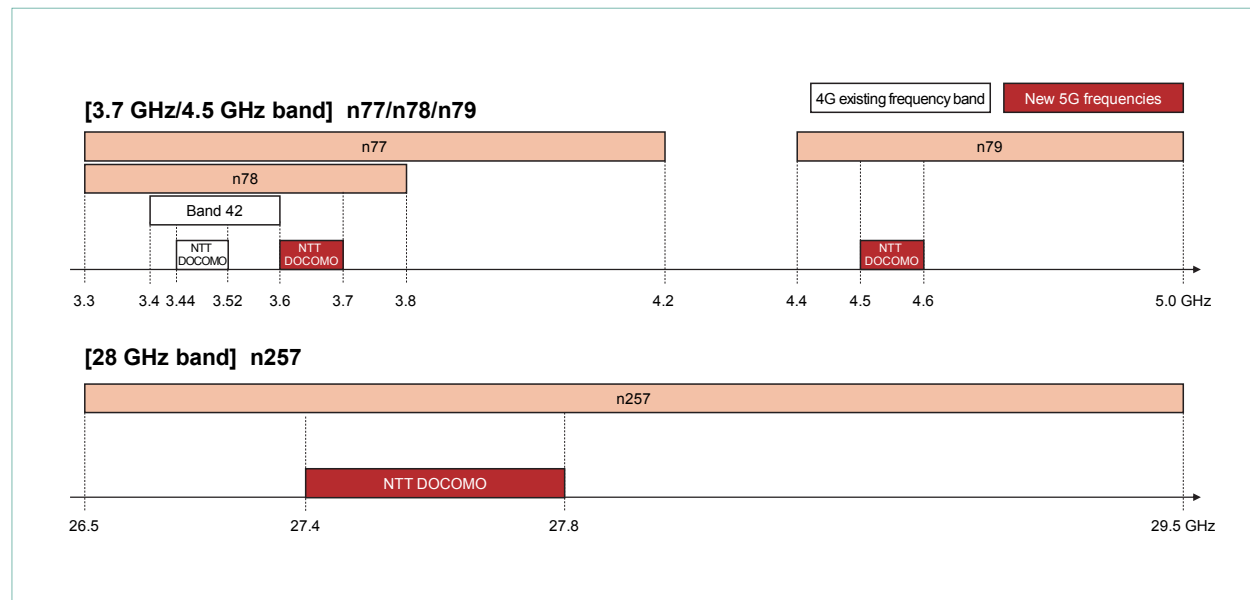 4G existing frequency band
New 5G frequencies
[3.7 GHz/4.5 GHz band] n77/n78/n79
n77
n79
n78
Band 42
NTT
DOCOMO
NTT
DOCOMO
NTT
DOCOMO
3.3 3.4 3.44 3.52 3.6 3.7 3.8 4.2 4.4 4.5 4.6 5.0 GHz
[28 GHz band] n257
n257
NTT DOCOMO
26.5 27.4 27.8 29.5 GHz